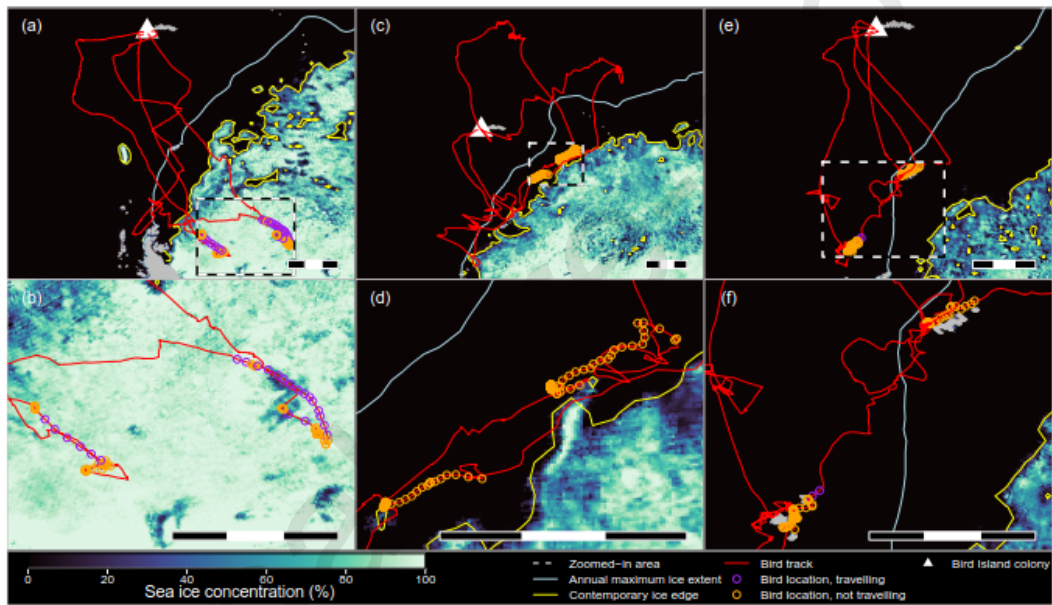 (a)
(c)
(e)
(b)
(d)
(f)
0 20 40 60 80 100
Sea ice concentration (%)
Zoomed-in area
Annual maximum ice extent
Contemporary ice edge
Bird track
Bird location, travelling
Bird location, not travelling
Bird Island colony